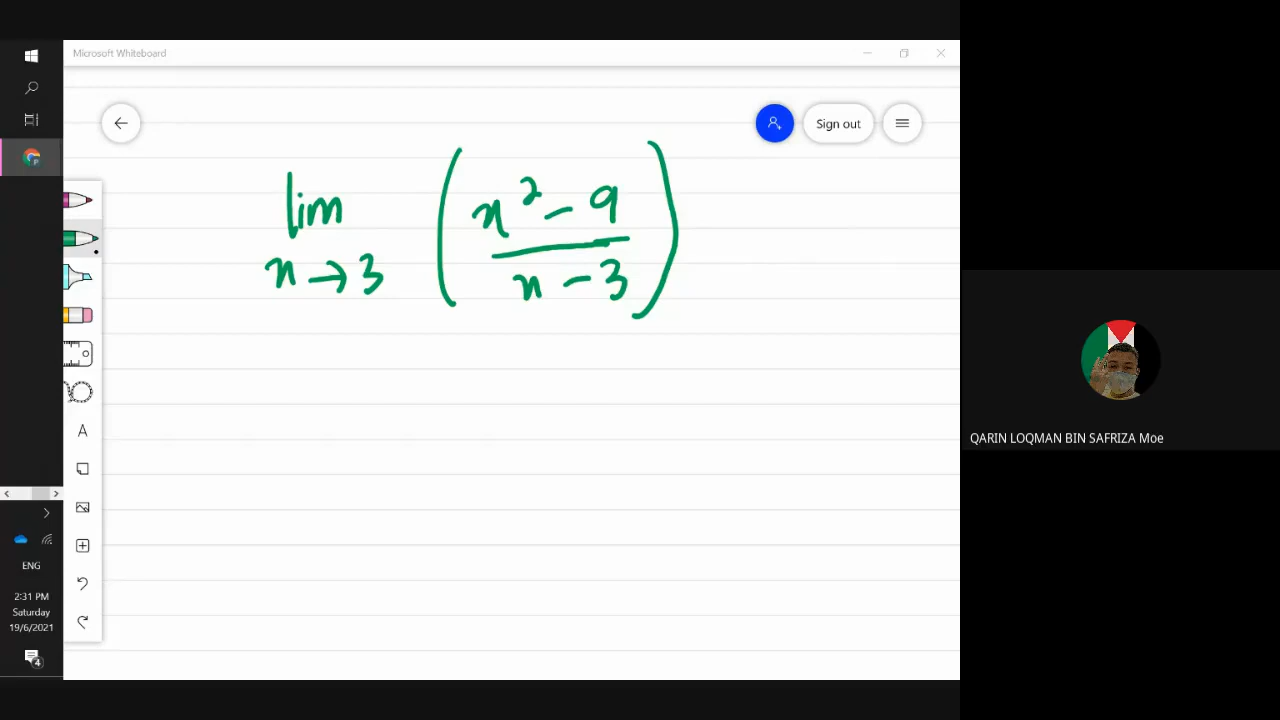 Microsoft Whiteboard
Sign out
lim
x → 3
( x² - 9
x - 3 )
A
QARIN LOQMAN BIN SAFRIZA Moe
ENG
2:31 PM
Saturday
19/6/2021
4